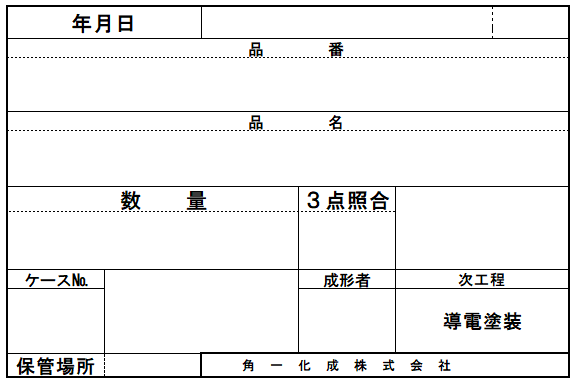 年月日
品 番
品 名
数 量 3点照合
ケース№ 成形者 次工程
導電塗装
保管場所 角一化成株式会社